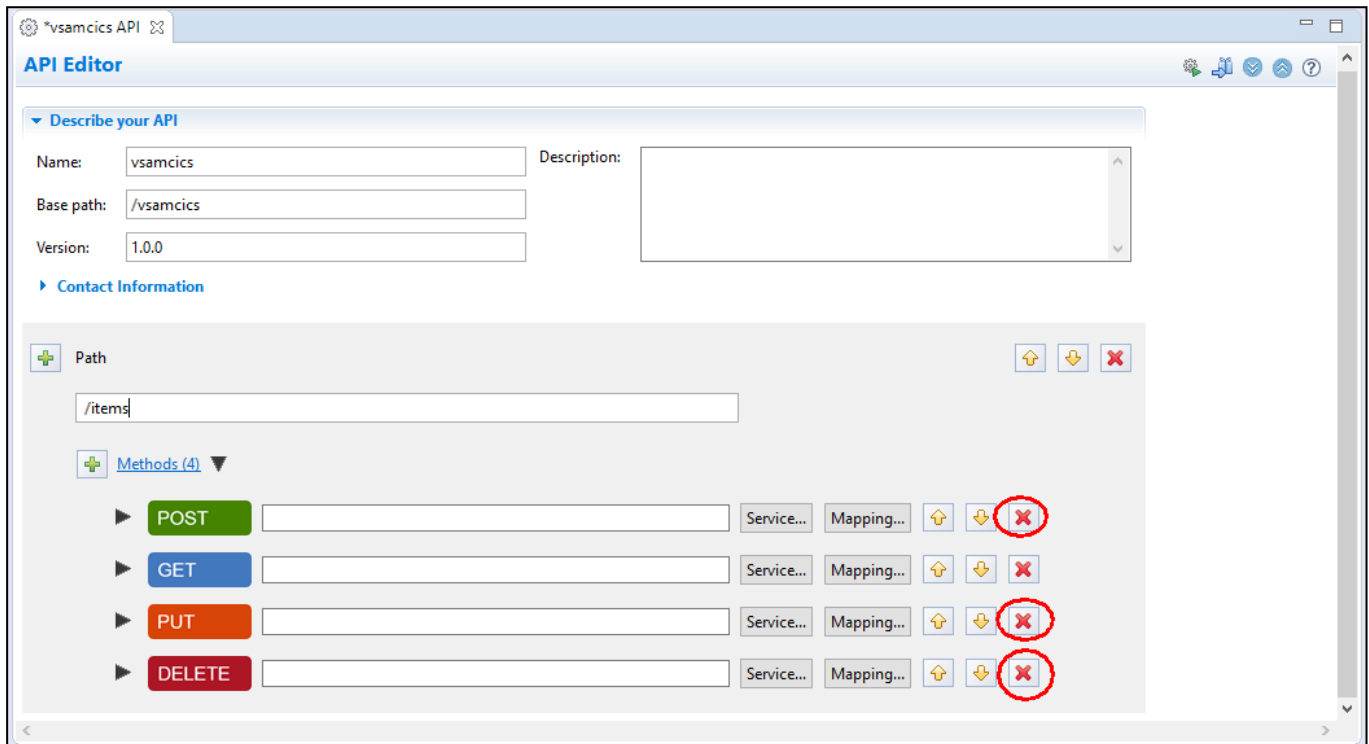 *vsamcics API
API Editor
Describe your API
Name: vsamcics Description:
Base path: /vsamcics
Version: 1.0.0
Contact Information
Path
/items
Methods (4)
POST Service... Mapping...
GET Service... Mapping...
PUT Service... Mapping...
DELETE Service... Mapping...